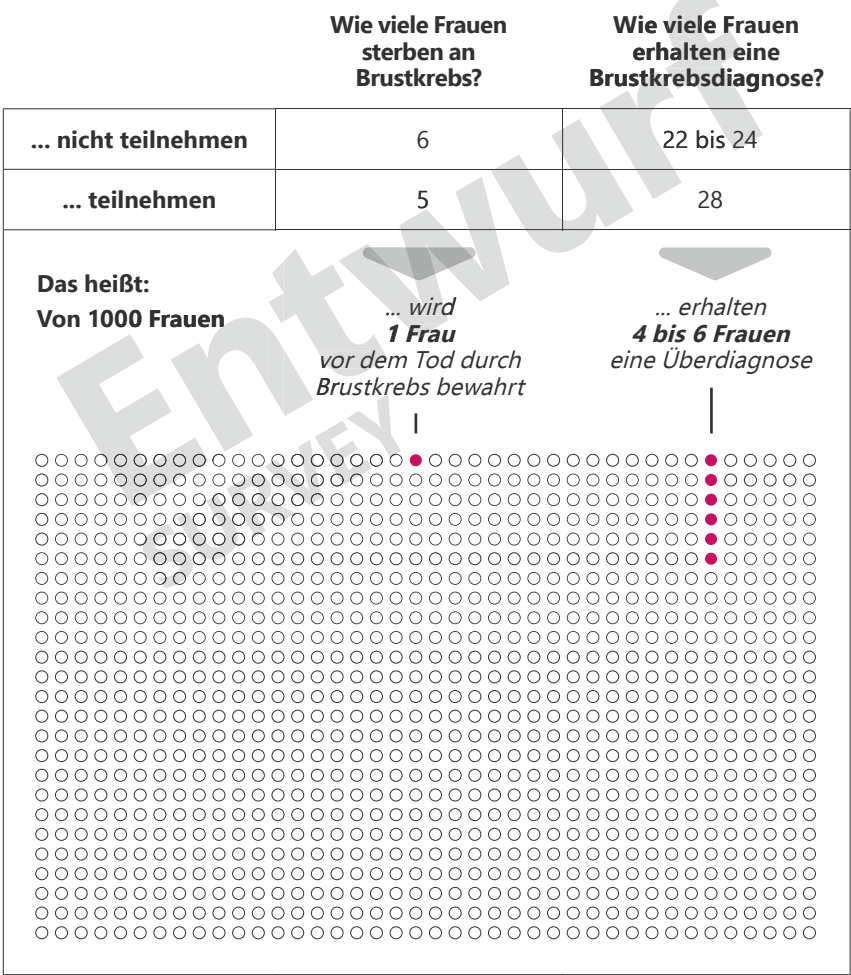 Wie viele Frauen
sterben an
Brustkrebs?
Wie viele Frauen
erhalten eine
Brustkrebsdiagnose?
... nicht teilnehmen
6
22 bis 24
... teilnehmen
5
28
Das heißt:
Von 1000 Frauen
... wird
1 Frau
vor dem Tod durch
Brustkrebs bewahrt
... erhalten
4 bis 6 Frauen
eine Überdiagnose
Entwurf
SURVEY